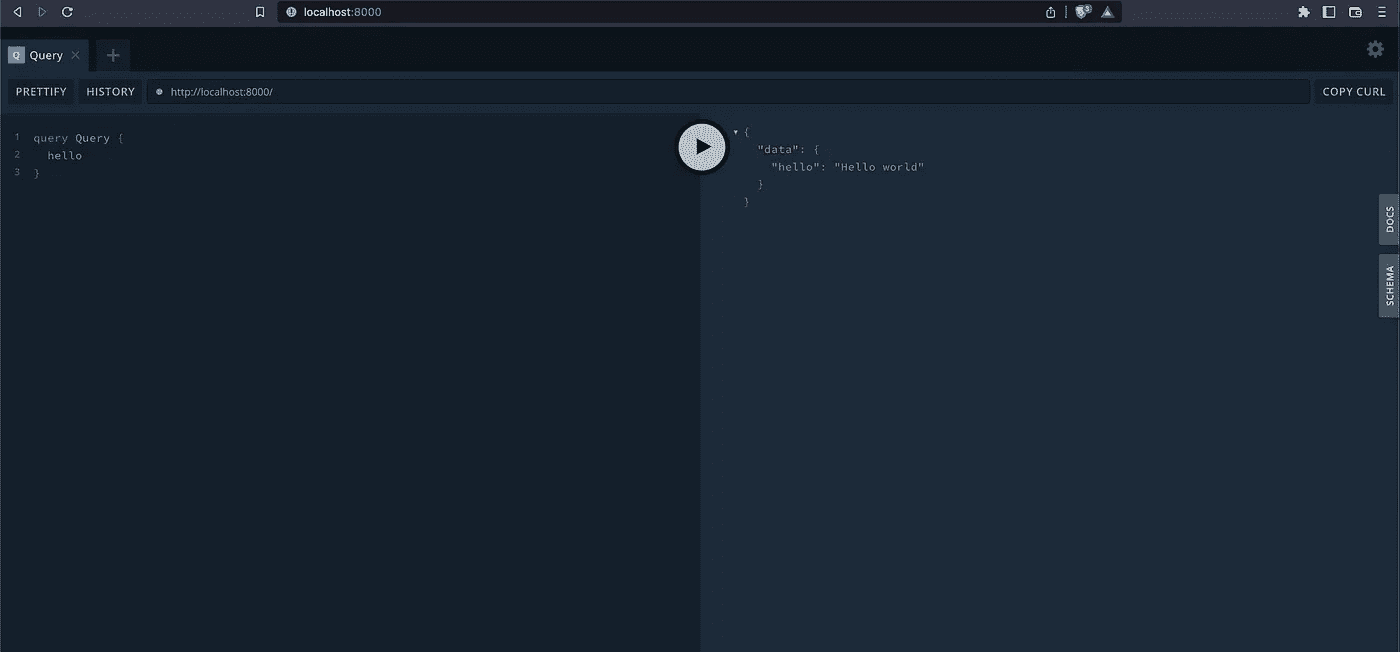 localhost:8000
3
Q Query
PRETTIFY HISTORY http://localhost:8000/ COPY CURL
1 query Query {
2 hello
3 }
{
"data": {
"hello": "Hello world"
}
}
DOCS
SCHEMA